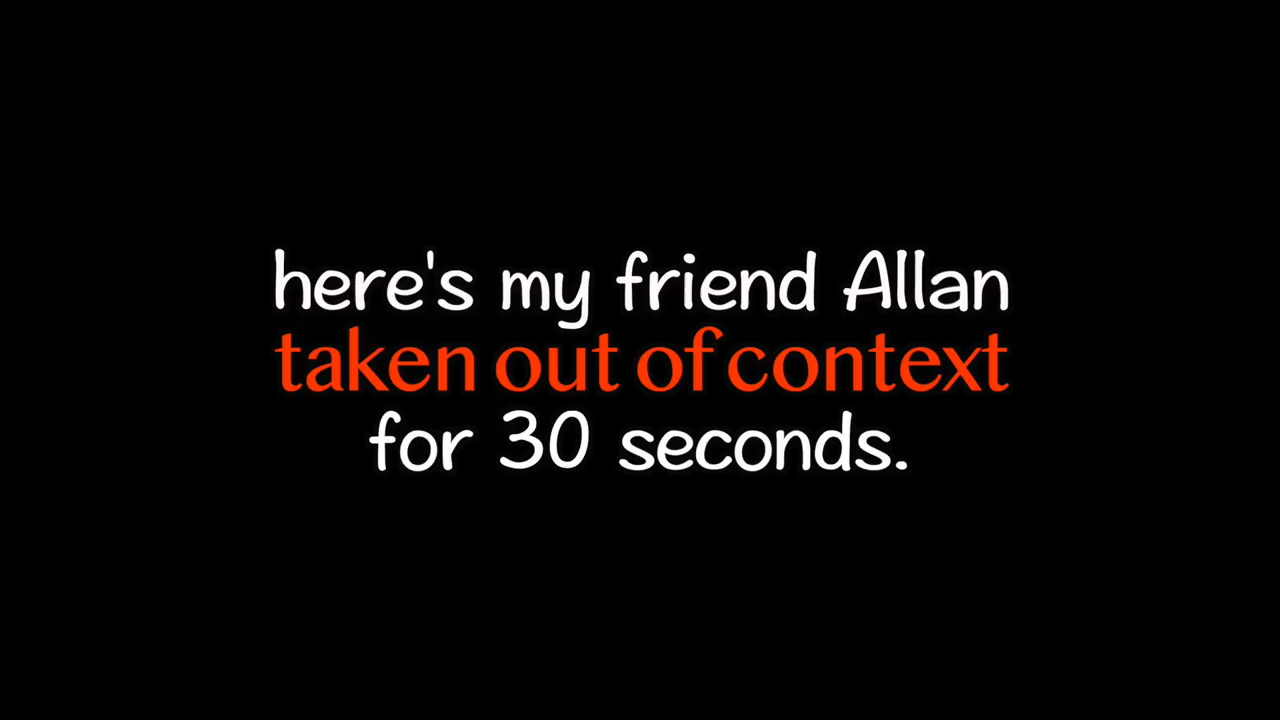 here's my friend Allan
taken out of context
for 30 seconds.